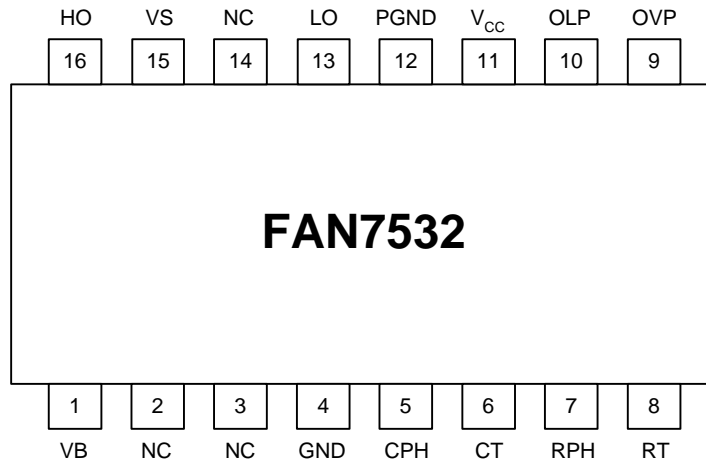 HO VS NC LO PGND VCC OLP OVP
16 15 14 13 12 11 10 9
FAN7532
1 2 3 4 5 6 7 8
VB NC NC GND CPH CT RPH RT